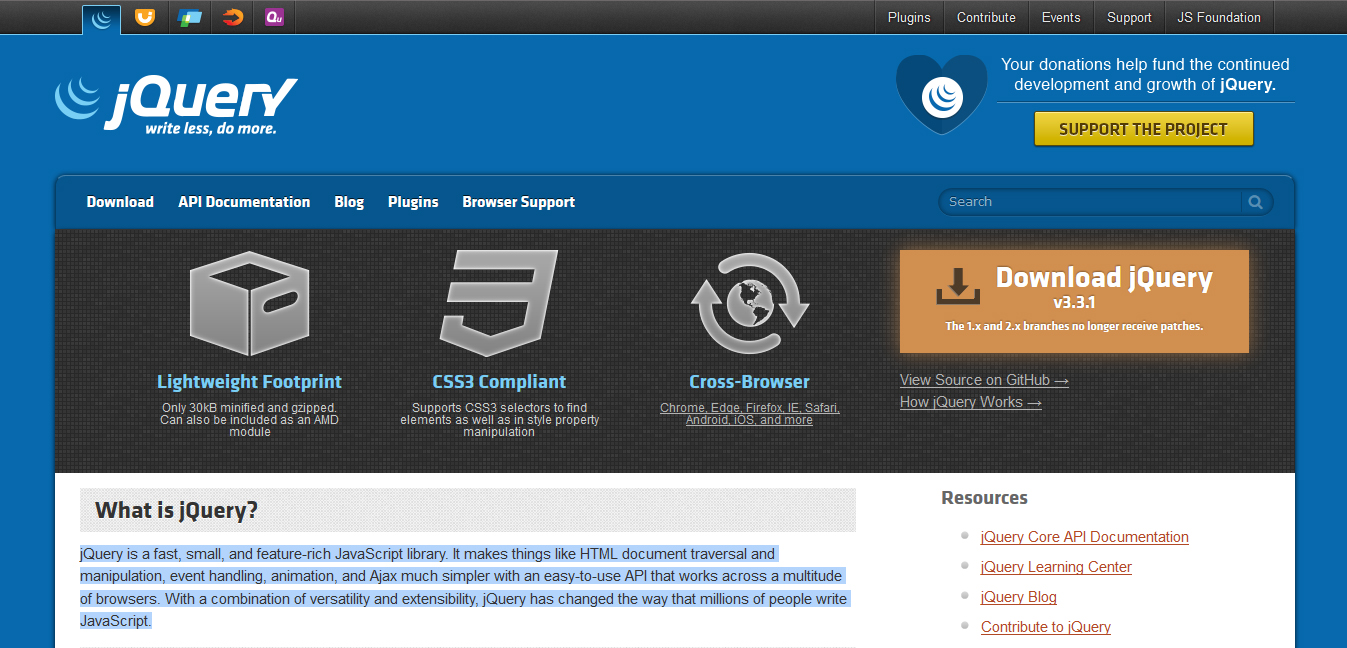 Qu
Plugins
Contribute
Events
Support
JS Foundation
jQuery
write less, do more.
Your donations help fund the continued
development and growth of jQuery.
SUPPORT THE PROJECT
Download
API Documentation
Blog
Plugins
Browser Support
Search
Lightweight Footprint
Only 30kB minified and gzipped.
Can also be included as an AMD
module
CSS3 Compliant
Supports CSS3 selectors to find
elements as well as in style property
manipulation
Cross-Browser
Chrome, Edge, Firefox, IE, Safari,
Android, iOS, and more
Download jQuery
v3.3.1
The 1.x and 2.x branches no longer receive patches.
View Source on GitHub →
How jQuery Works →
What is jQuery?
jQuery is a fast, small, and feature-rich JavaScript library. It makes things like HTML document traversal and
manipulation, event handling, animation, and Ajax much simpler with an easy-to-use API that works across a multitude
of browsers. With a combination of versatility and extensibility, jQuery has changed the way that millions of people write
JavaScript.
Resources
jQuery Core API Documentation
jQuery Learning Center
jQuery Blog
Contribute to jQuery